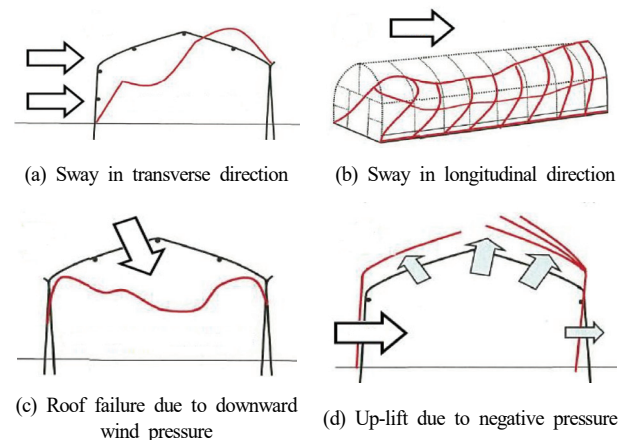 (a) Sway in transverse direction
(b) Sway in longitudinal direction
(c) Roof failure due to downward
wind pressure
(d) Up-lift due to negative pressure